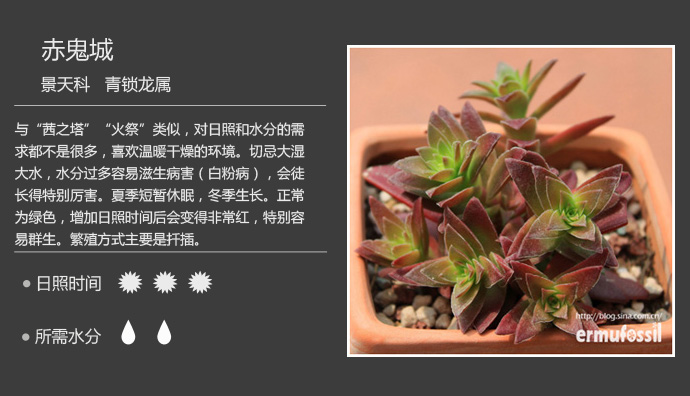 赤鬼城
景天科 青锁龙属
与“茜之塔”“火祭”类似，对日照和水分的需
求都不是很多，喜欢温暖干燥的环境。切忌大湿
大水，水分过多容易滋生病害（白粉病），会徒
长得特别厉害。夏季短暂休眠，冬季生长。正常
为绿色，增加日照时间后会变得非常红，特别容
易群生。繁殖方式主要是扦插。
日照时间
所需水分
http://blog.sina.com.cn/
ermufossil